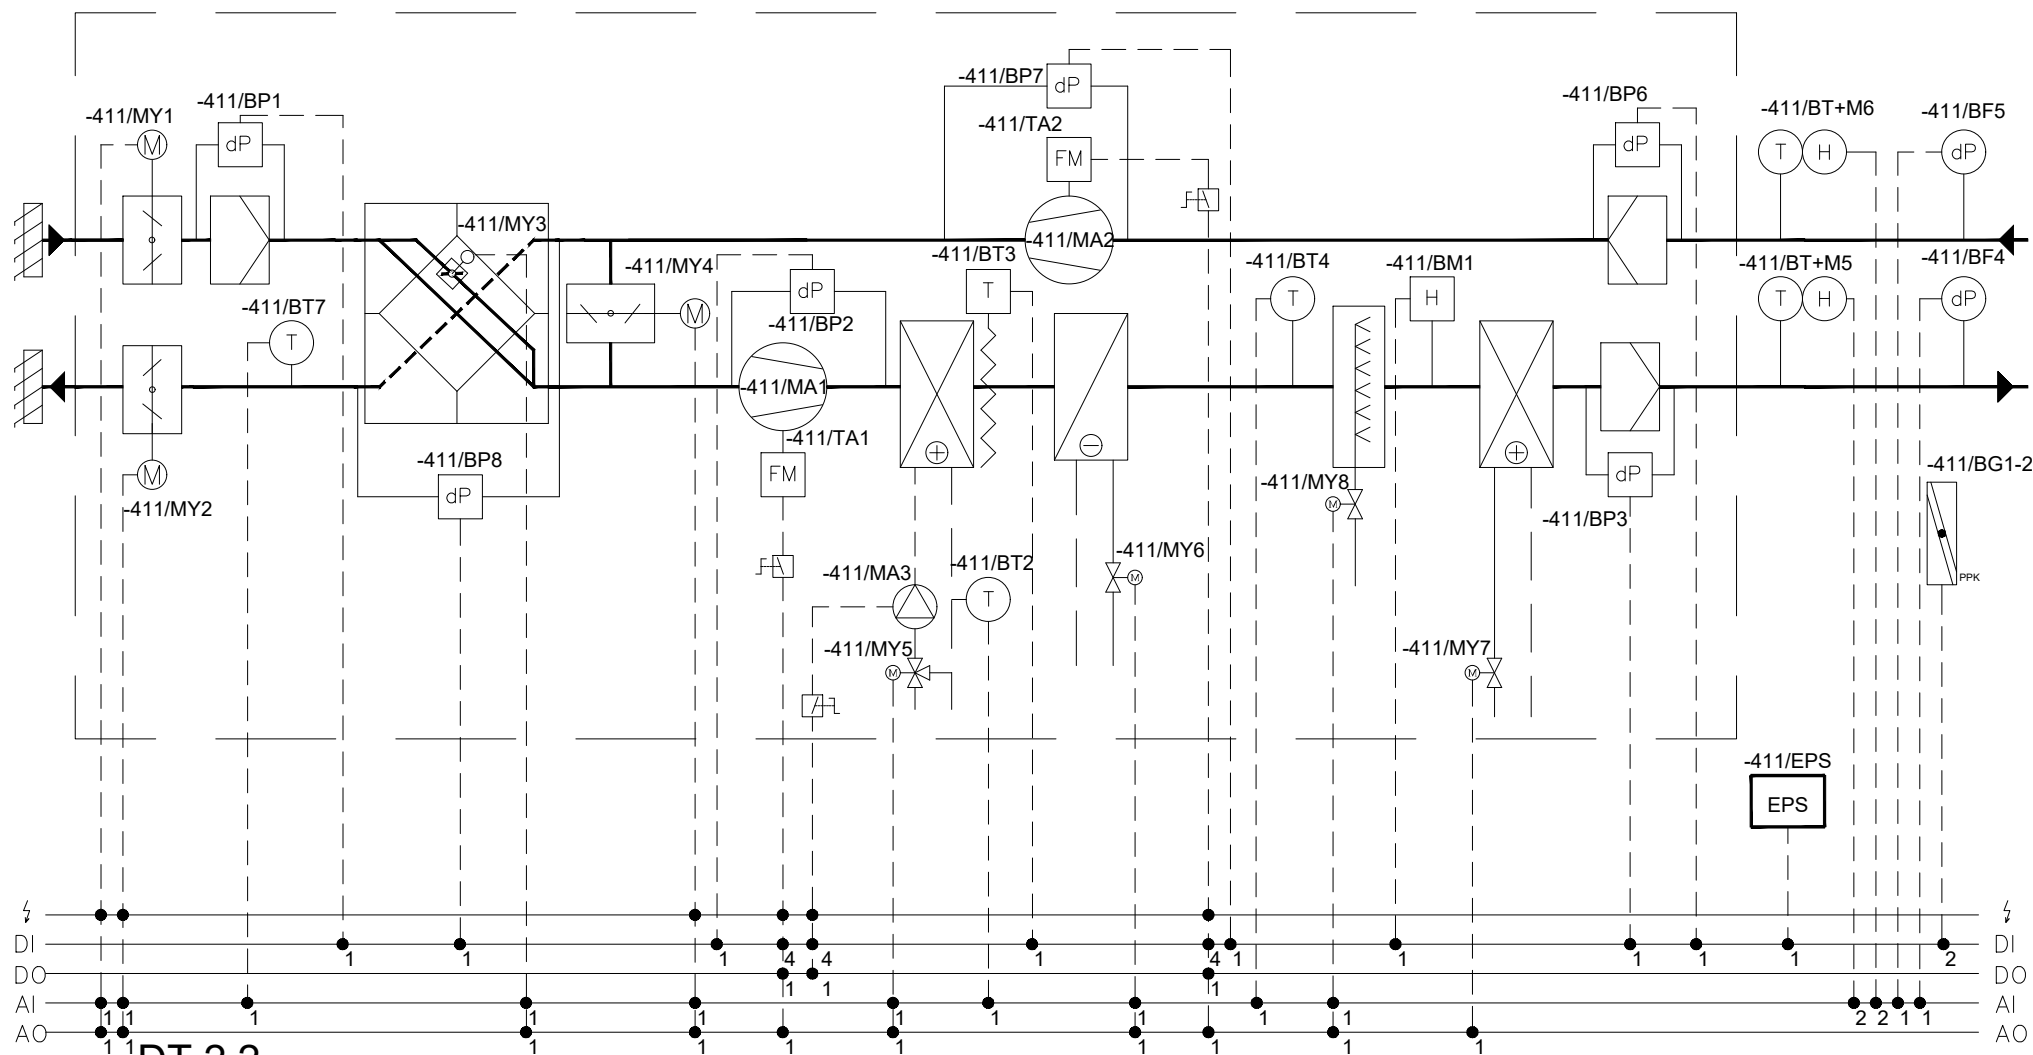 -411/BP7
dP
-411/BP1
-411/MY1
M
dP
-411/TA2
FM
-411/BP6
dP
-411/BT+M6
T H
-411/BF5
dP
-411/MY3
-411/MA2
-411/MY4
M
-411/BT3
T
-411/BT4
T
-411/BM1
H
-411/BT+M5
T H
-411/BF4
dP
-411/BT7
T
dP
-411/BP2
-411/MA1
-411/TA1
FM
-411/BP8
dP
M
-411/MY2
-411/MY8
M
dP
-411/BP3
-411/BG1-2
PPK
-411/MA3
-411/BT2
T
-411/MY6
M
-411/MY5
M
-411/MY7
M
-411/EPS
EPS
DI 1 1 1 4 4 1 4 1 1 1 1 1 2 DI
DO 1 1 1 DO
AI 1 1 1 1 1 1 1 1 1 1 2 2 1 1 AI
AO 1 1 1 1 1 1 1 1 1 1 AO
DT 2.2